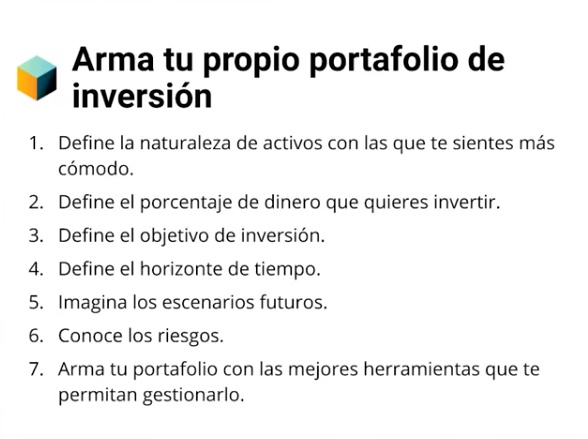 Arma tu propio portafolio de
inversión
1. Define la naturaleza de activos con las que te sientes más
cómodo.
2. Define el porcentaje de dinero que quieres invertir.
3. Define el objetivo de inversión.
4. Define el horizonte de tiempo.
5. Imagina los escenarios futuros.
6. Conoce los riesgos.
7. Arma tu portafolio con las mejores herramientas que te
permitan gestionarlo.